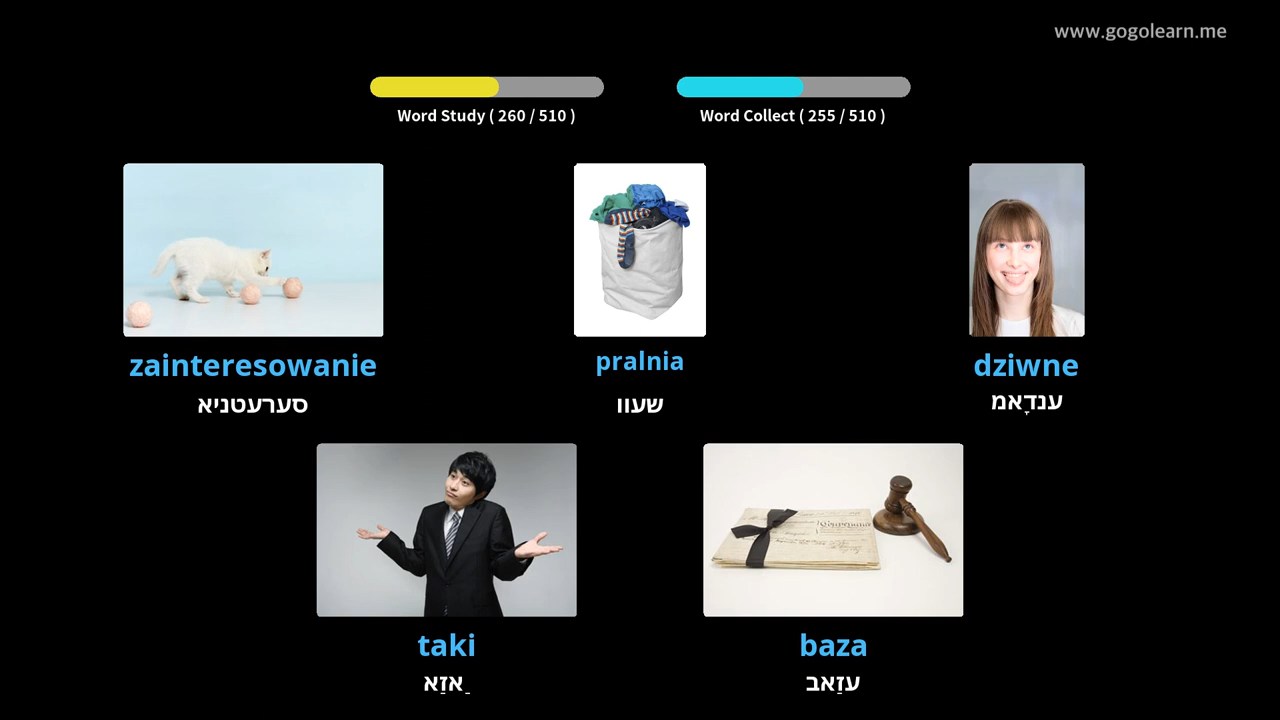 www.gogolearn.me
Word Study ( 260 / 510 )
Word Collect ( 255 / 510 )
zainteresowanie
סערעטניא
pralnia
שעוו
dziwne
ענדָאמ
taki
ַאזַא
baza
עזַאב